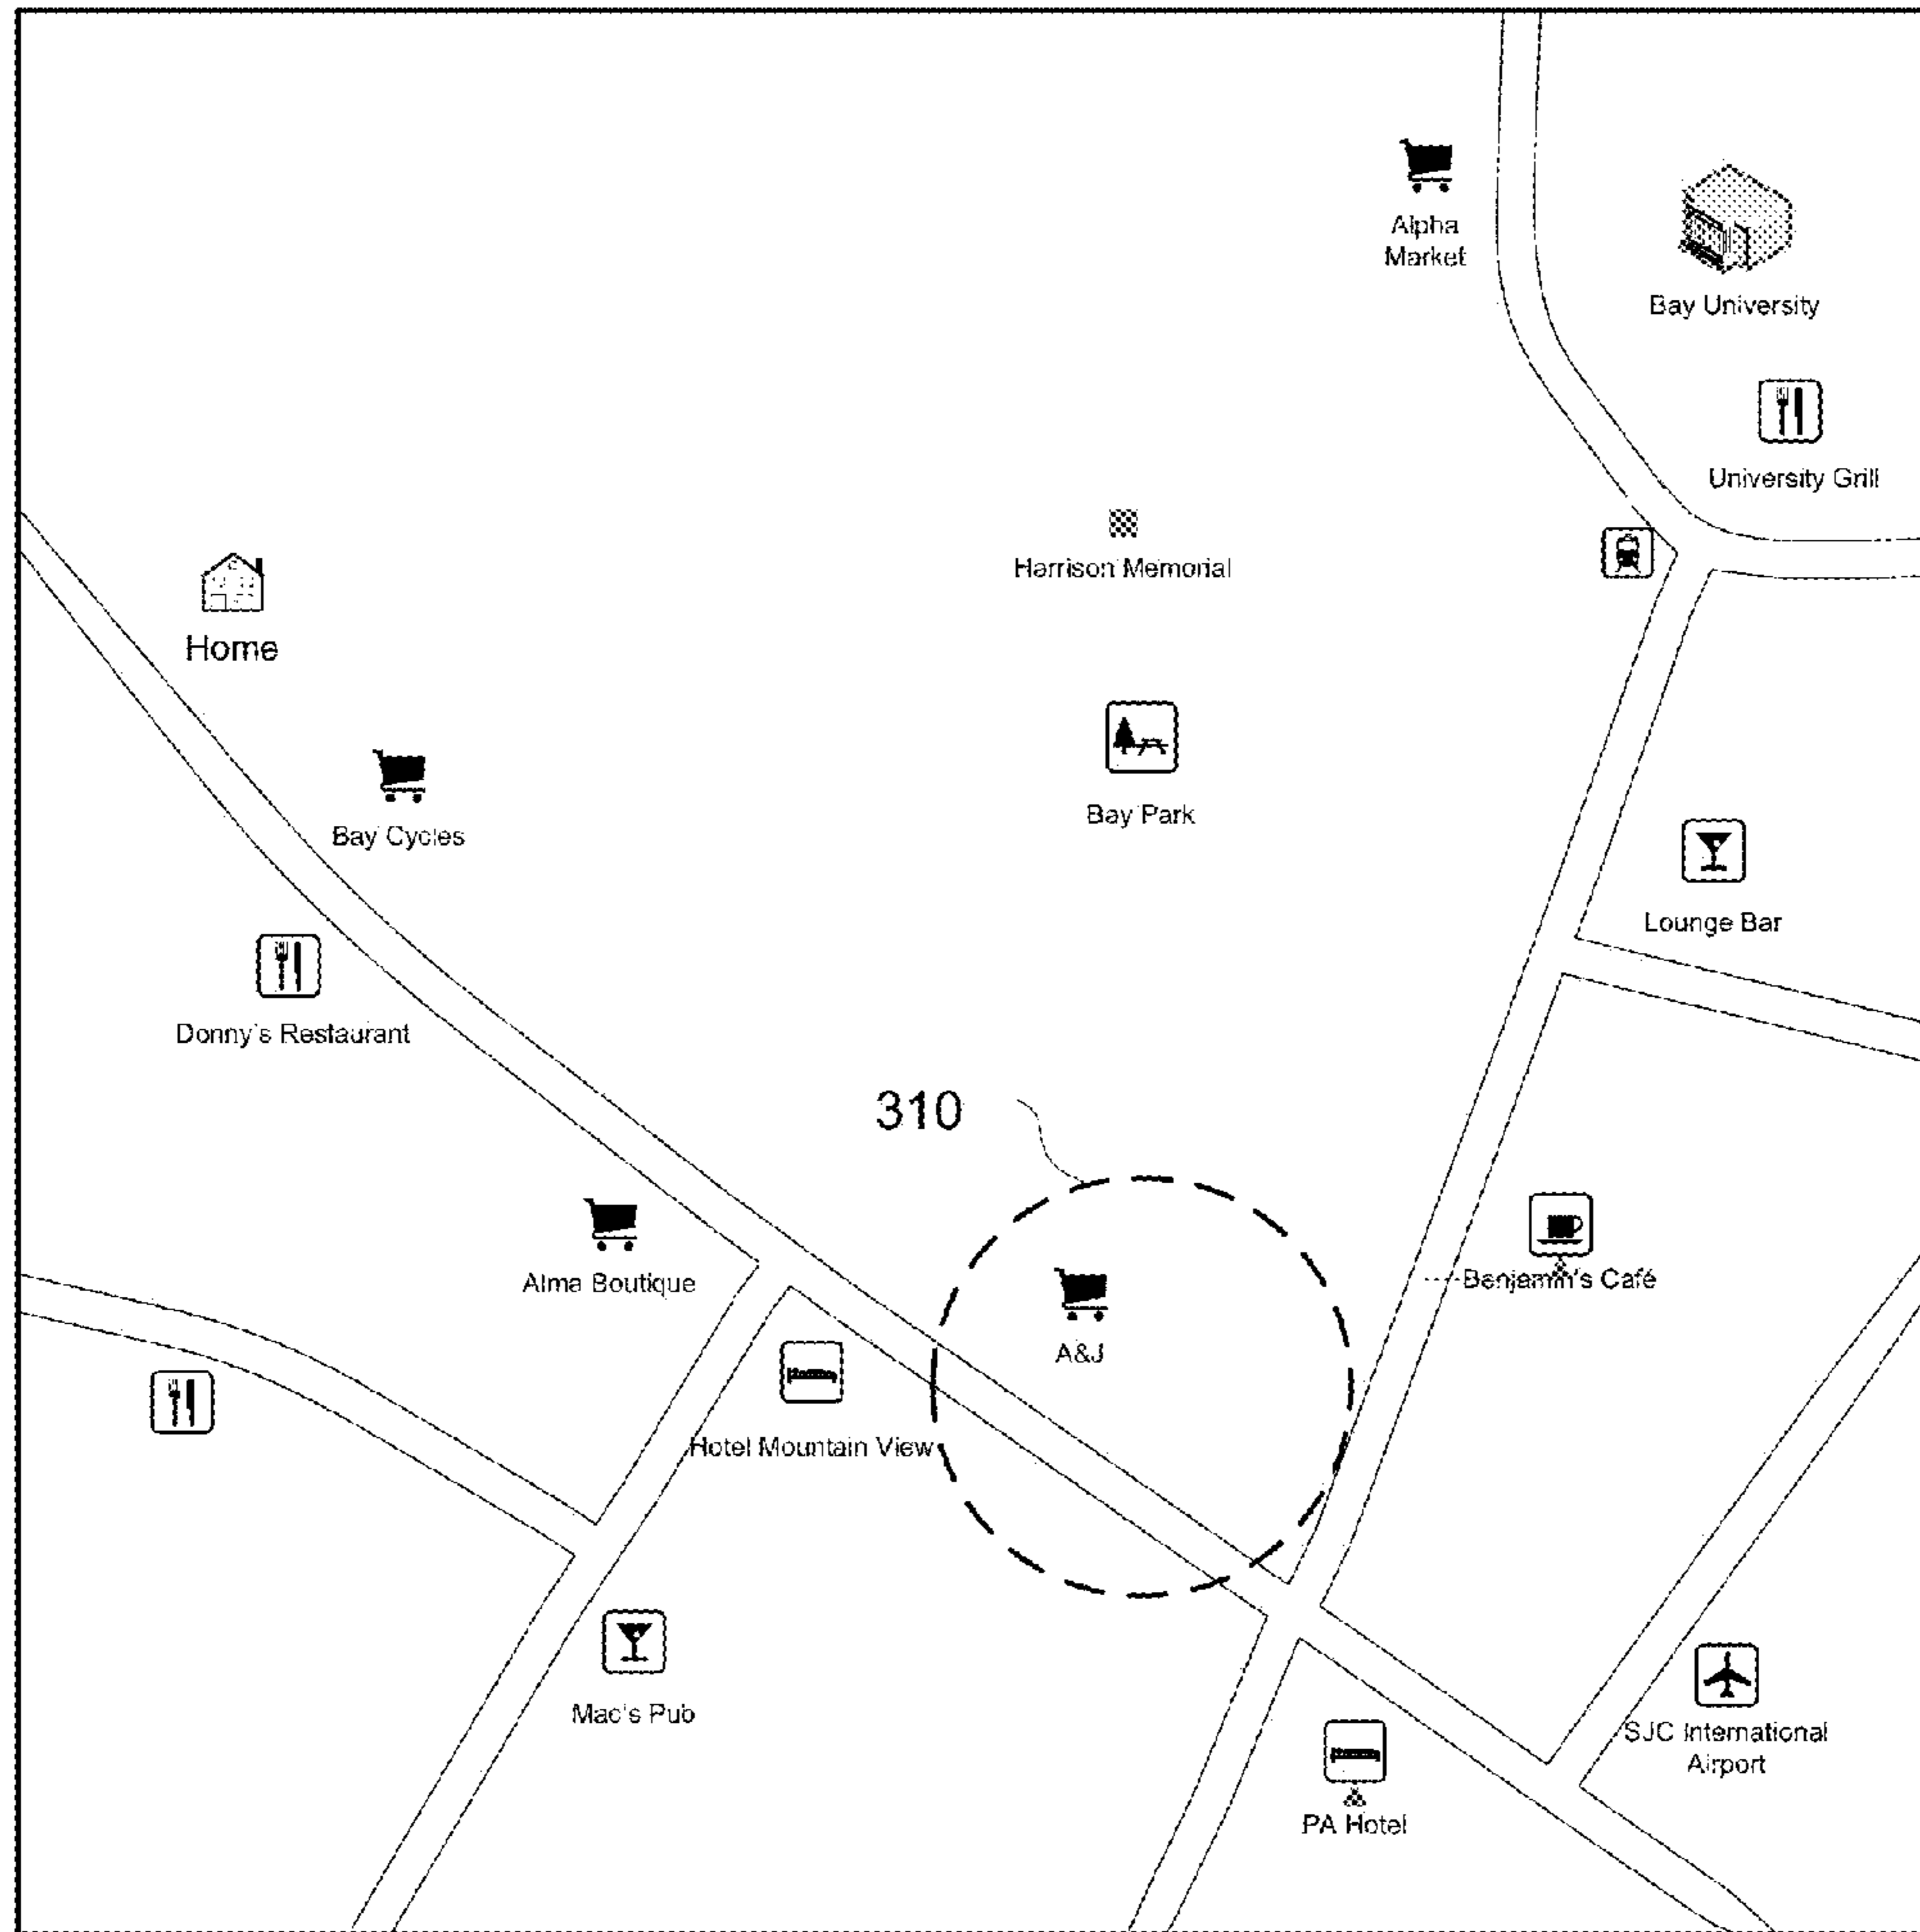 Alpha
Market
Bay University
University Grill
Harrison Memorial
Home
Bay Park
Bay Cycles
Lounge Bar
Donny's Restaurant
310
Alma Boutique
Benjamin's Café
A&J
Hotel Mountain View
Mac's Pub
SJC International
Airport
PA Hotel